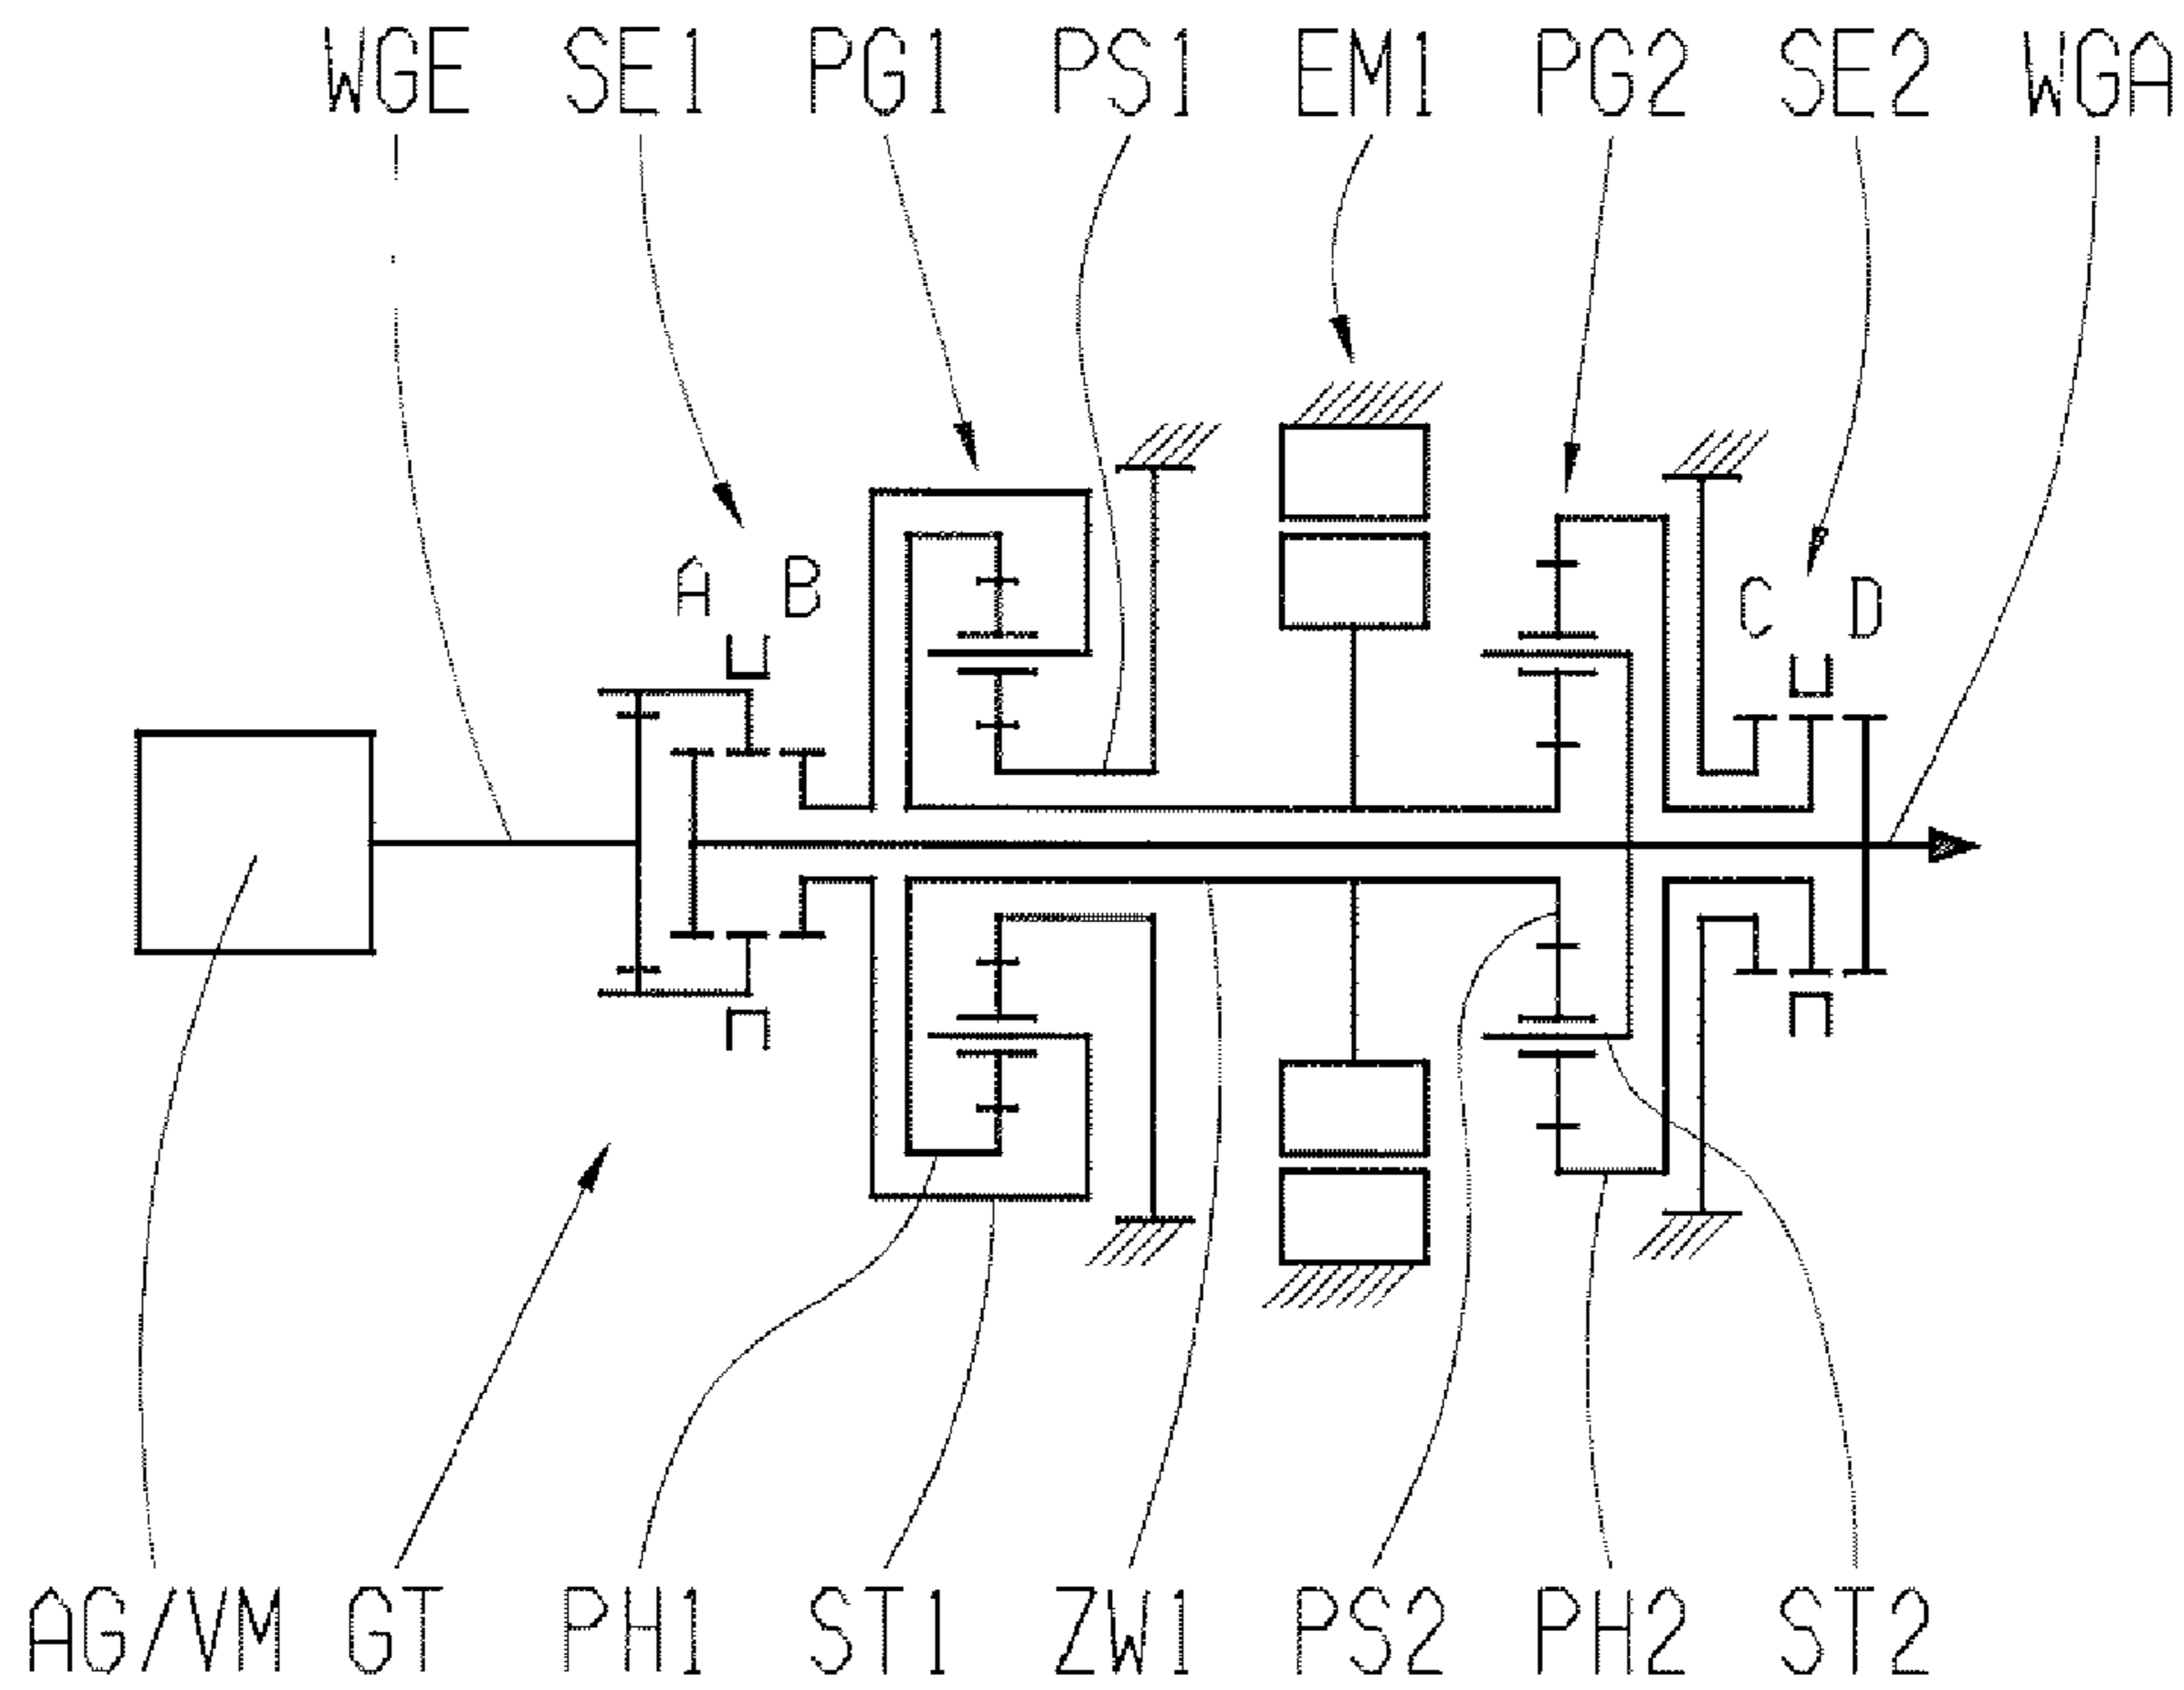 WGE SE1 PG1 PS1 EM1 PG2 SE2 WGA
A B
C D
AG/VM GT PH1 ST1 ZW1 PS2 PH2 ST2